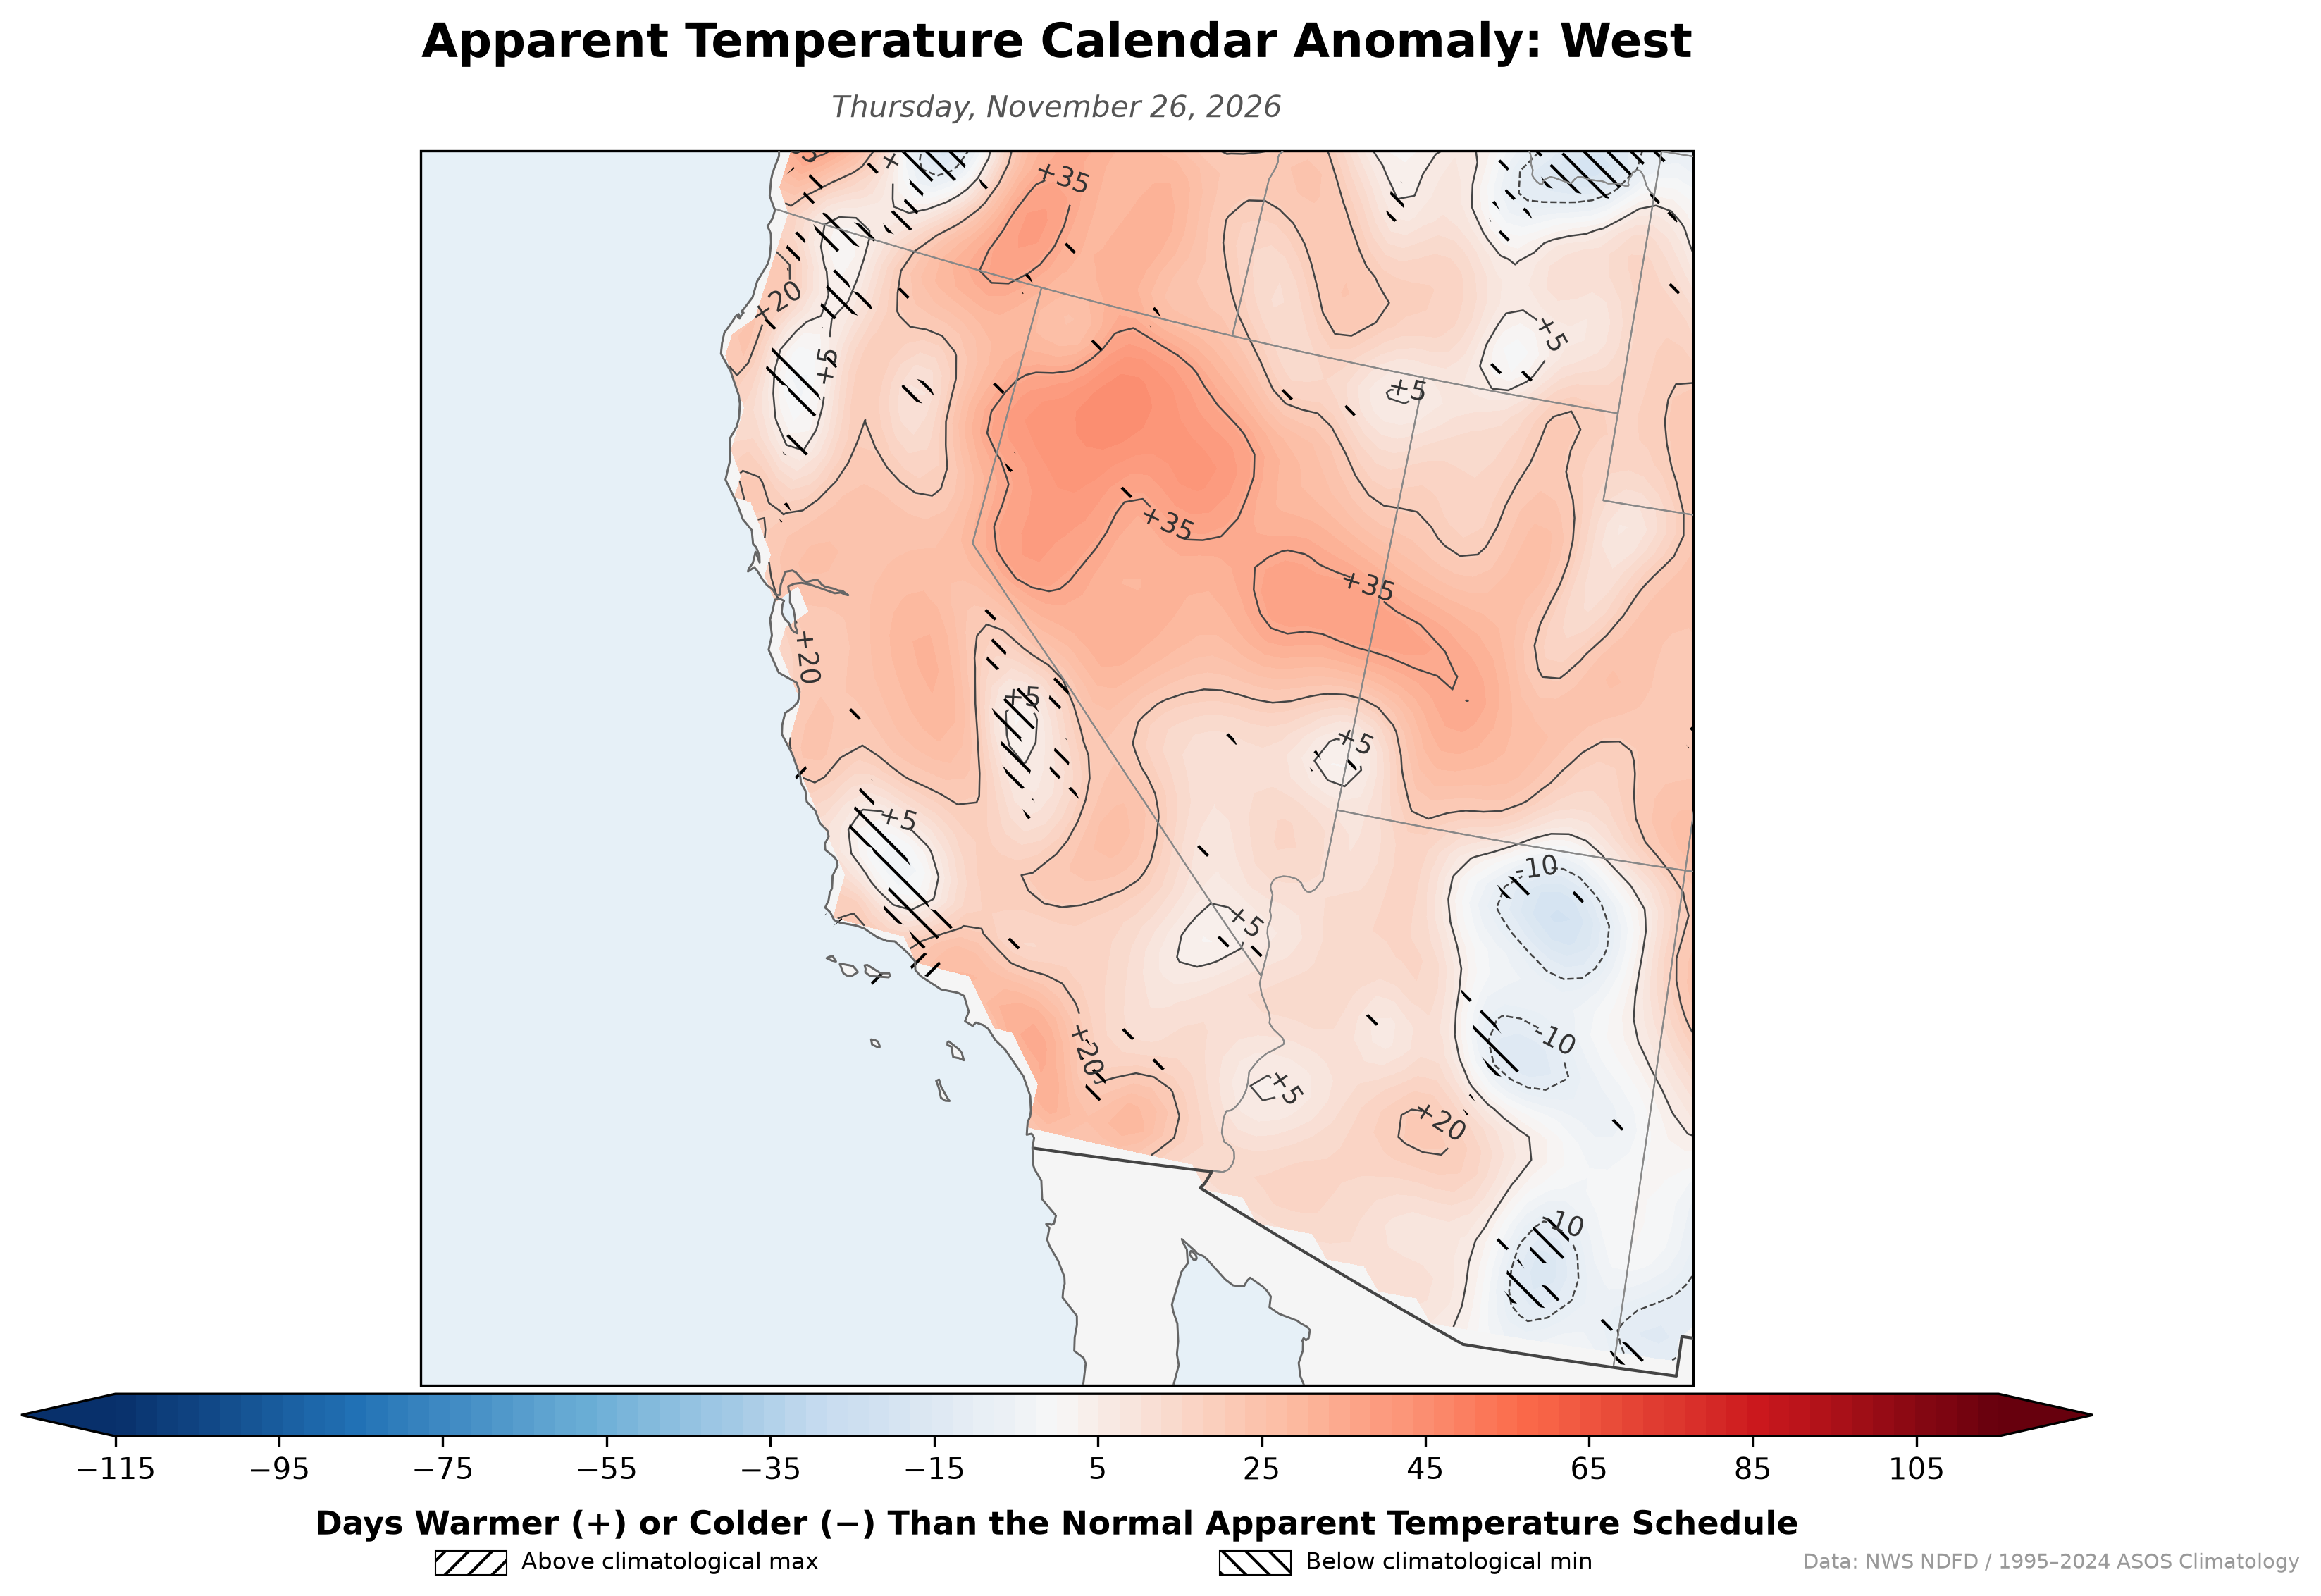 Apparent Temperature Calendar Anomaly: West
Thursday, November 26, 2026
+35
+20
+5
+5
+5
+35
+35
+20
+5
+5
+5
-10
+5
-10
+20
+5
+20
-10
−115 −95 −75 −55 −35 −15 5 25 45 65 85 105
Days Warmer (+) or Colder (−) Than the Normal Apparent Temperature Schedule
Above climatological max
Below climatological min
Data: NWS NDFD / 1995–2024 ASOS Climatology